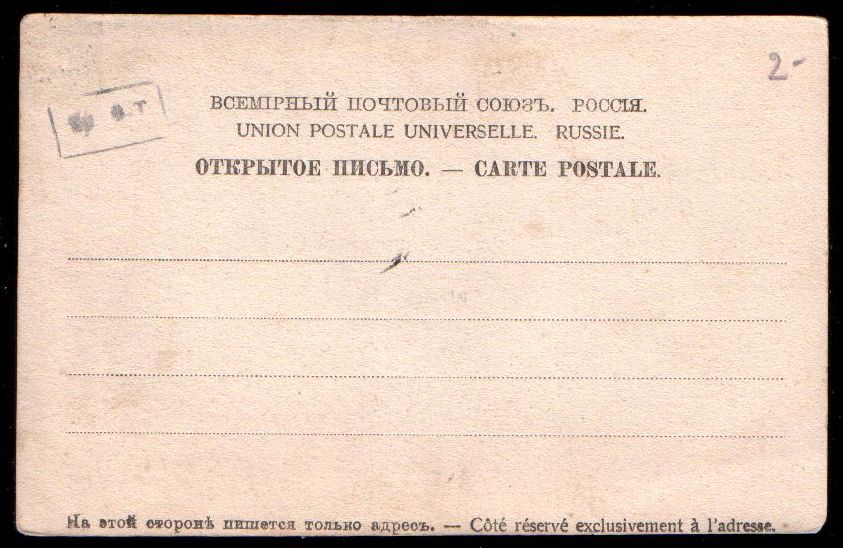 2-
ВСЕМІРНЫЙ ПОЧТОВЫЙ СОЮЗЪ. РОССІЯ.
UNION POSTALE UNIVERSELLE. RUSSIE.
ОТКРЫТОЕ ПИСЬМО. — CARTE POSTALE.
На этой сторонѣ пишется только адресъ. — Côté réservé exclusivement à l'adresse.